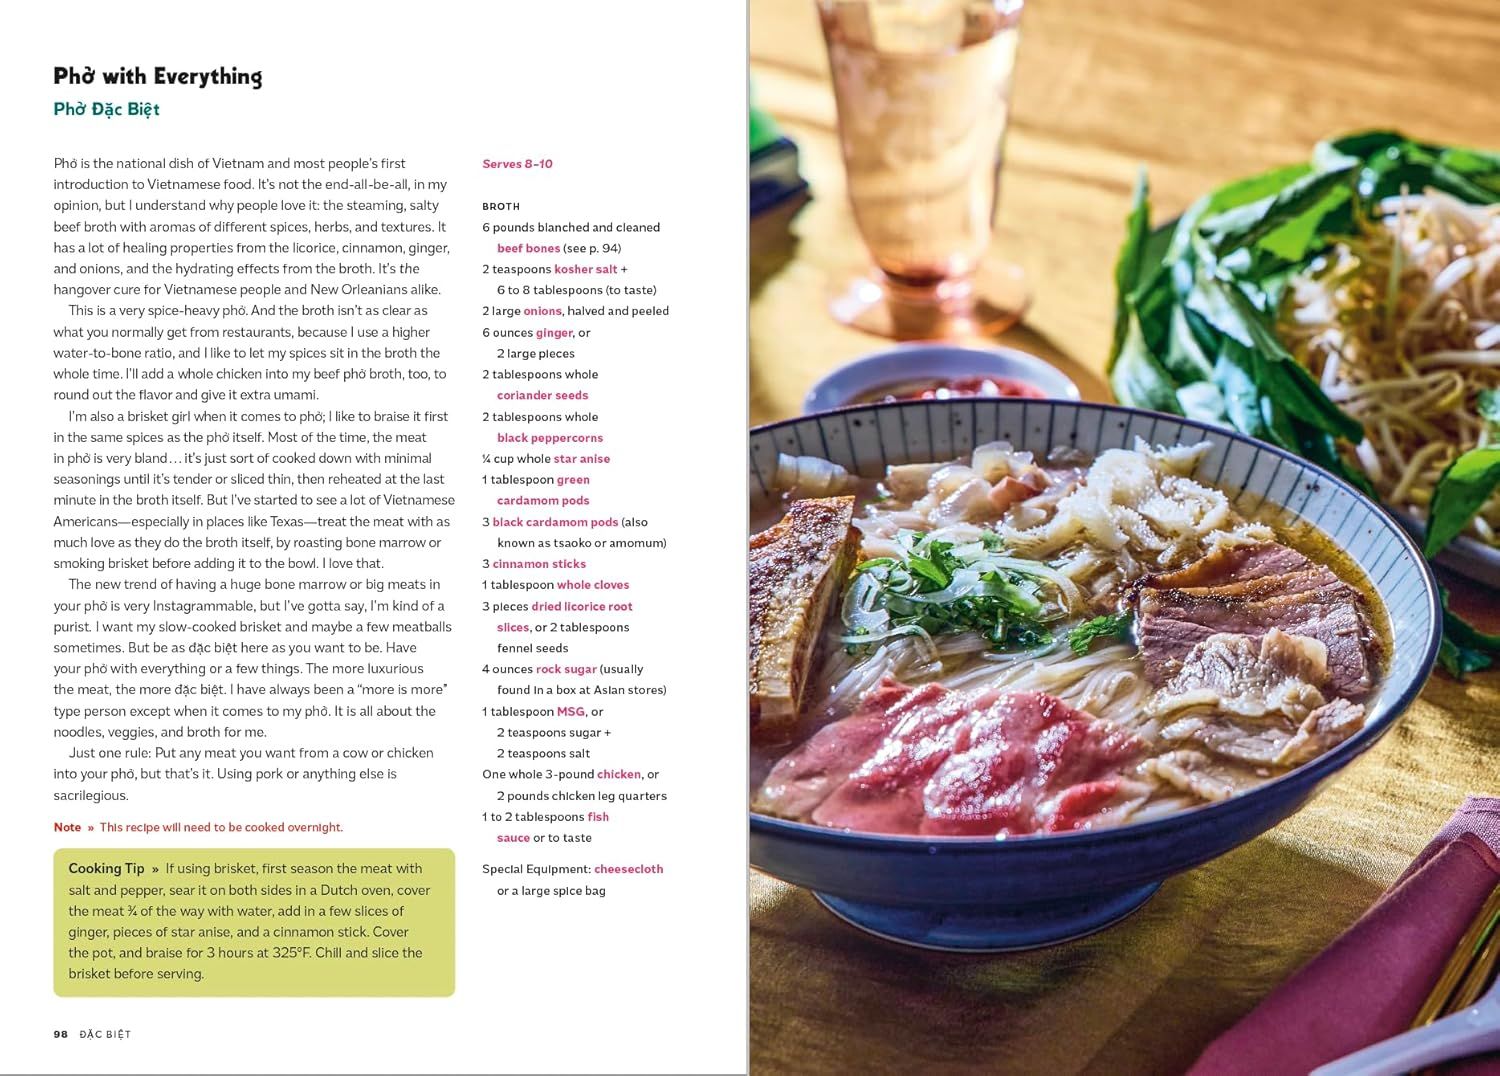 Phở with Everything
Phở Đặc Biệt
Phở is the national dish of Vietnam and most people's first
introduction to Vietnamese food. It's not the end-all-be-all, in my
opinion, but I understand why people love it: the steaming, salty
beef broth with aromas of different spices, herbs, and textures. It
has a lot of healing properties from the licorice, cinnamon, ginger,
and onions, and the hydrating effects from the broth. It's the
hangover cure for Vietnamese people and New Orleanians alike.
This is a very spice-heavy phở. And the broth isn't as clear as
what you normally get from restaurants, because I use a higher
water-to-bone ratio, and I like to let my spices sit in the broth the
whole time. I'll add a whole chicken into my beef phở broth, too, to
round out the flavor and give it extra umami.
I'm also a brisket girl when it comes to phở; I like to braise it first
in the same spices as the phở itself. Most of the time, the meat
in phở is very bland... it's just sort of cooked down with minimal
seasonings until it's tender or sliced thin, then reheated at the last
minute in the broth itself. But I've started to see a lot of Vietnamese
Americans—especially in places like Texas—treat the meat with as
much love as they do the broth itself, by roasting bone marrow or
smoking brisket before adding it to the bowl. I love that.
The new trend of having a huge bone marrow or big meats in
your phở is very Instagrammable, but I've gotta say, I'm kind of a
purist. I want my slow-cooked brisket and maybe a few meatballs
sometimes. But be as đặc biệt here as you want to be. Have
your phở with everything or a few things. The more luxurious
the meat, the more đặc biệt. I have always been a "more is more"
type person except when it comes to my phở. It is all about the
noodles, veggies, and broth for me.
Just one rule: Put any meat you want from a cow or chicken
into your phở, but that's it. Using pork or anything else is
sacrilegious.
Note » This recipe will need to be cooked overnight.
Cooking Tip » If using brisket, first season the meat with
salt and pepper, sear it on both sides in a Dutch oven, cover
the meat ¾ of the way with water, add in a few slices of
ginger, pieces of star anise, and a cinnamon stick. Cover
the pot, and braise for 3 hours at 325°F. Chill and slice the
brisket before serving.
Serves 8–10
BROTH
6 pounds blanched and cleaned
beef bones (see p. 94)
2 teaspoons kosher salt +
6 to 8 tablespoons (to taste)
2 large onions, halved and peeled
6 ounces ginger, or
2 large pieces
2 tablespoons whole
coriander seeds
2 tablespoons whole
black peppercorns
¼ cup whole star anise
1 tablespoon green
cardamom pods
3 black cardamom pods (also
known as tsaoko or amomum)
3 cinnamon sticks
1 tablespoon whole cloves
3 pieces dried licorice root
slices, or 2 tablespoons
fennel seeds
4 ounces rock sugar (usually
found in a box at Asian stores)
1 tablespoon MSG, or
2 teaspoons sugar +
2 teaspoons salt
One whole 3-pound chicken, or
2 pounds chicken leg quarters
1 to 2 tablespoons fish
sauce or to taste
Special Equipment: cheesecloth
or a large spice bag
98 ĐẶC BIỆT